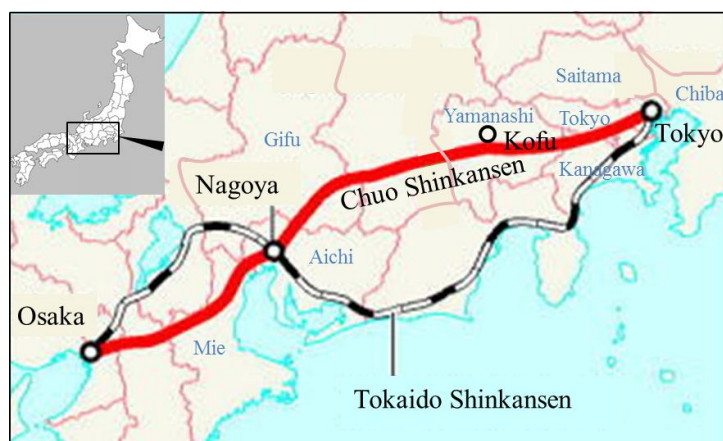 Saitama
Chiba
Yamanashi
Tokyo
Tokyo
Gifu
Kofu
Kanagawa
Nagoya
Chuo Shinkansen
Aichi
Osaka
Mie
Tokaido Shinkansen